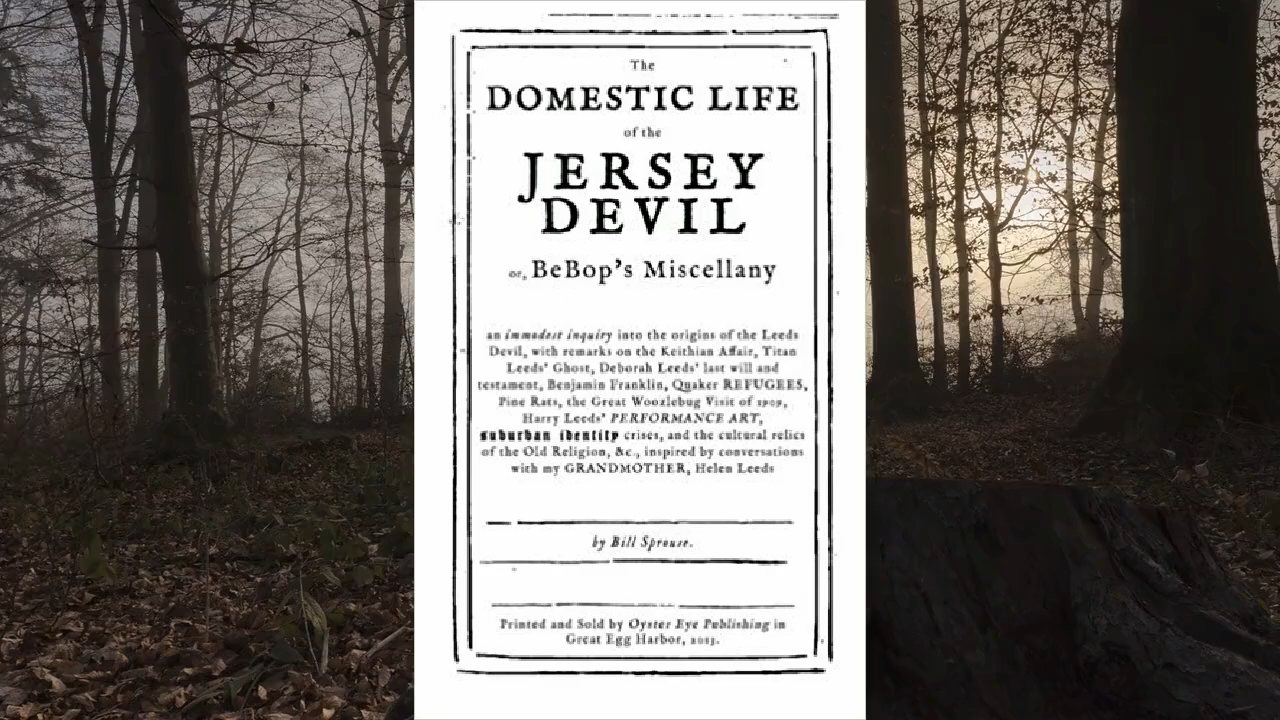 The
DOMESTIC LIFE
of the
JERSEY
DEVIL
or, BeBop's Miscellany
an immodest inquiry into the origins of the Leeds
Devil, with remarks on the Keithian Affair, Titan
Leeds' Ghost, Deborah Leeds' last will and
testament, Benjamin Franklin, Quaker REFUGEES,
Pine Rats, the Great Woozlebug Visit of 1909,
Harry Leeds' PERFORMANCE ART,
suburban identity crises, and the cultural relics
of the Old Religion, &c., inspired by conversations
with my GRANDMOTHER, Helen Leeds
by Bill Sprouse.
Printed and Sold by Oyster Eye Publishing in
Great Egg Harbor, 2013.